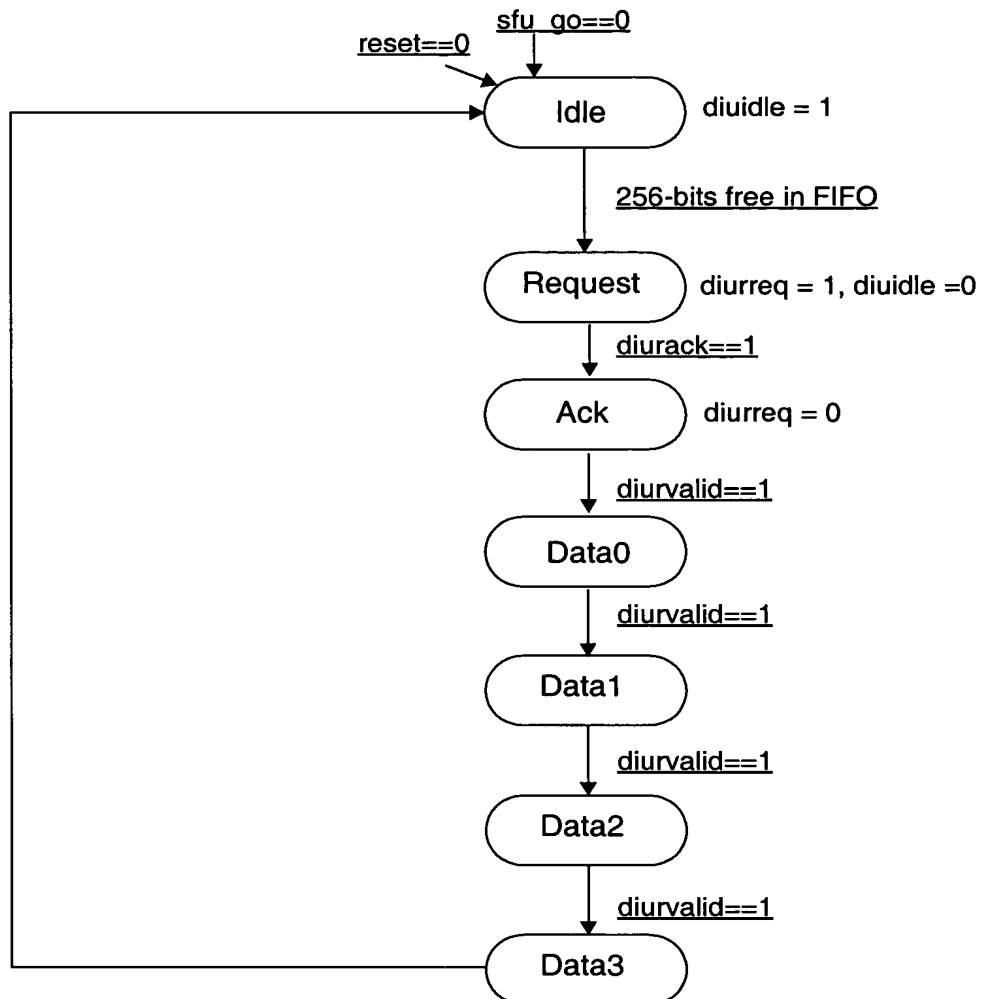 sfu_go==0
reset==0
Idle
diuidle = 1
256-bits free in FIFO
Request
diurreq = 1, diuidle =0
diurack==1
Ack
diurreq = 0
diurvalid==1
Data0
diurvalid==1
Data1
diurvalid==1
Data2
diurvalid==1
Data3